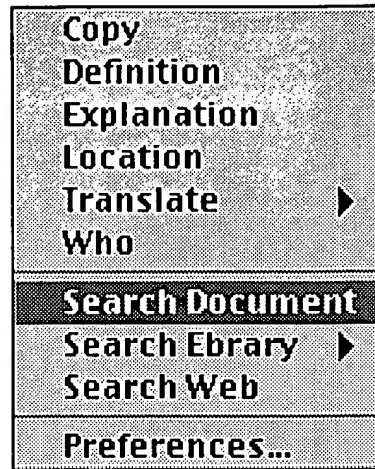 Copy
Definition
Explanation
Location
Translate
Who
Search Document
Search Ebrary
Search Web
Preferences...